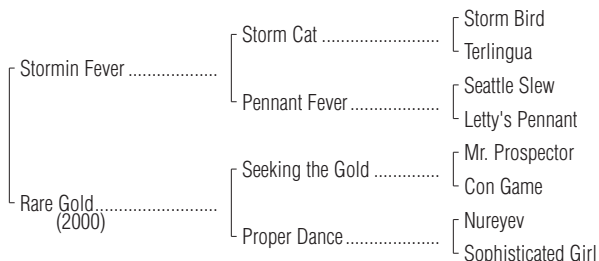 Storm Bird
Storm Cat ......................
Terlingua
Stormin Fever .................
Seattle Slew
Pennant Fever .................
Letty's Pennant
Mr. Prospector
Seeking the Gold .............
Con Game
Rare Gold.......................
(2000)
Nureyev
Proper Dance..................
Sophisticated Girl